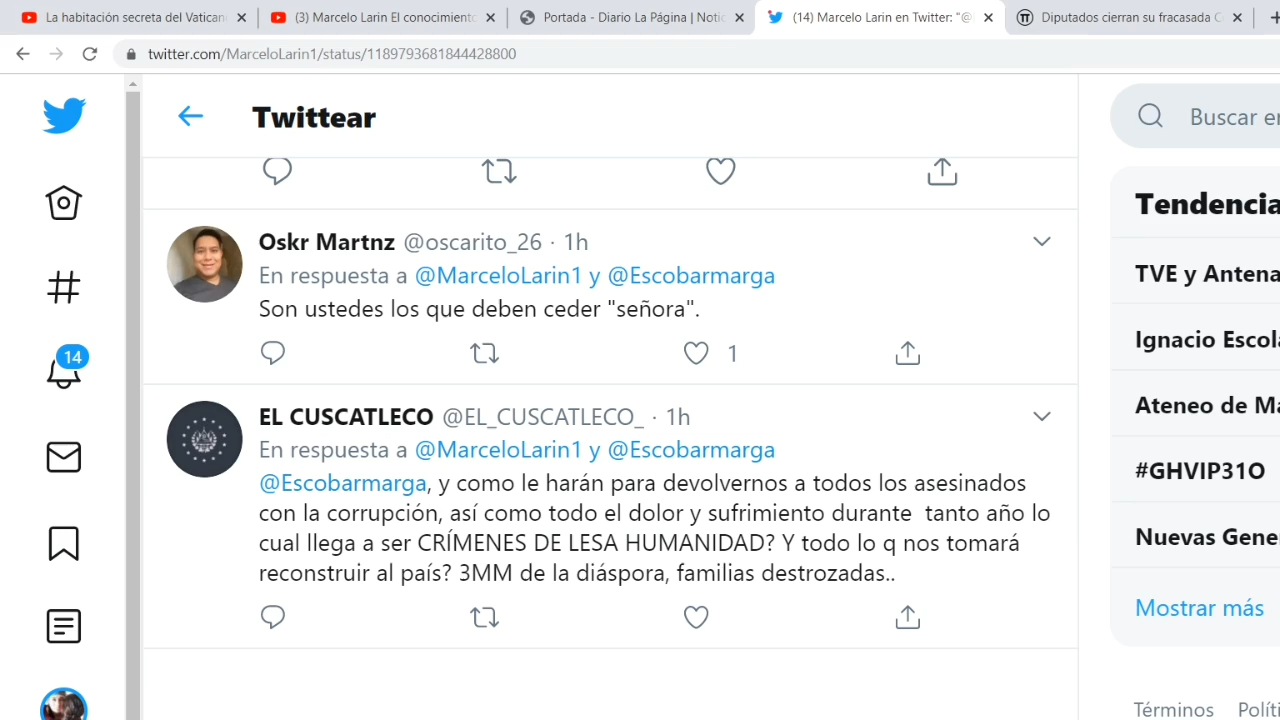 La habitación secreta del Vatican
(3) Marcelo Larin El conocimiento
Portada - Diario La Página | Notic
(14) Marcelo Larin en Twitter: "@
Diputados cierran su fracasada C
twitter.com/MarceloLarin1/status/1189793681844428800
Twittear
Buscar en
Oskr Martnz @oscarito_26 · 1h
En respuesta a @MarceloLarin1 y @Escobarmarga
Son ustedes los que deben ceder "señora".
1
14
EL CUSCATLECO @EL_CUSCATLECO_ · 1h
En respuesta a @MarceloLarin1 y @Escobarmarga
@Escobarmarga, y como le harán para devolvernos a todos los asesinados
con la corrupción, así como todo el dolor y sufrimiento durante tanto año lo
cual llega a ser CRÍMENES DE LESA HUMANIDAD? Y todo lo q nos tomará
reconstruir al país? 3MM de la diáspora, familias destrozadas..
Tendencia
TVE y Antena
Ignacio Escola
Ateneo de Ma
#GHVIP31O
Nuevas Gene
Mostrar más
Términos Polít